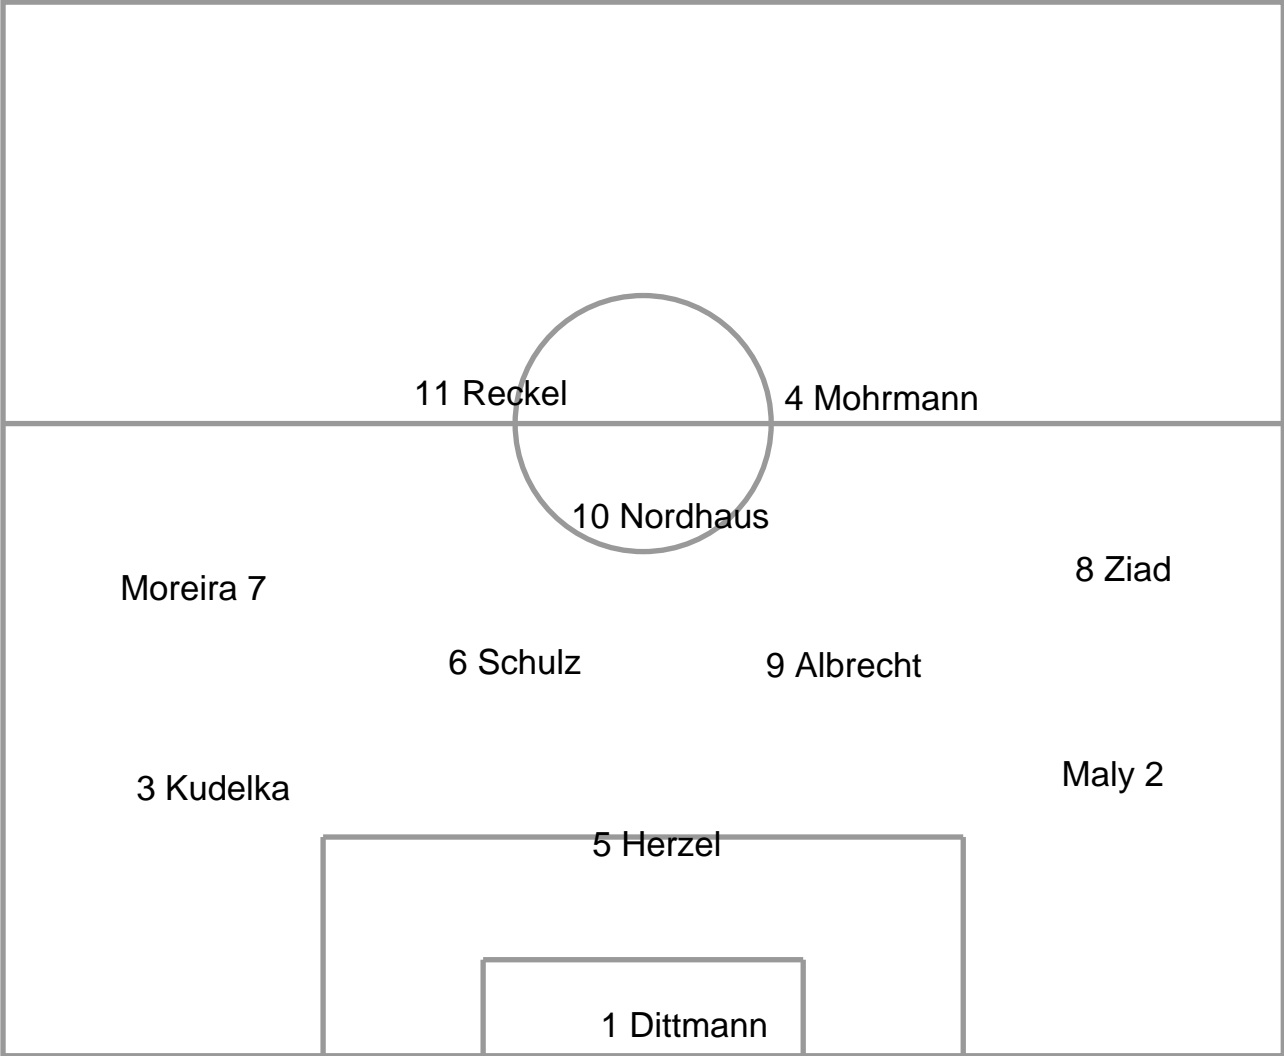 11 Reckel
4 Mohrmann
10 Nordhaus
8 Ziad
Moreira 7
6 Schulz
9 Albrecht
Maly 2
3 Kudelka
5 Herzel
1 Dittmann